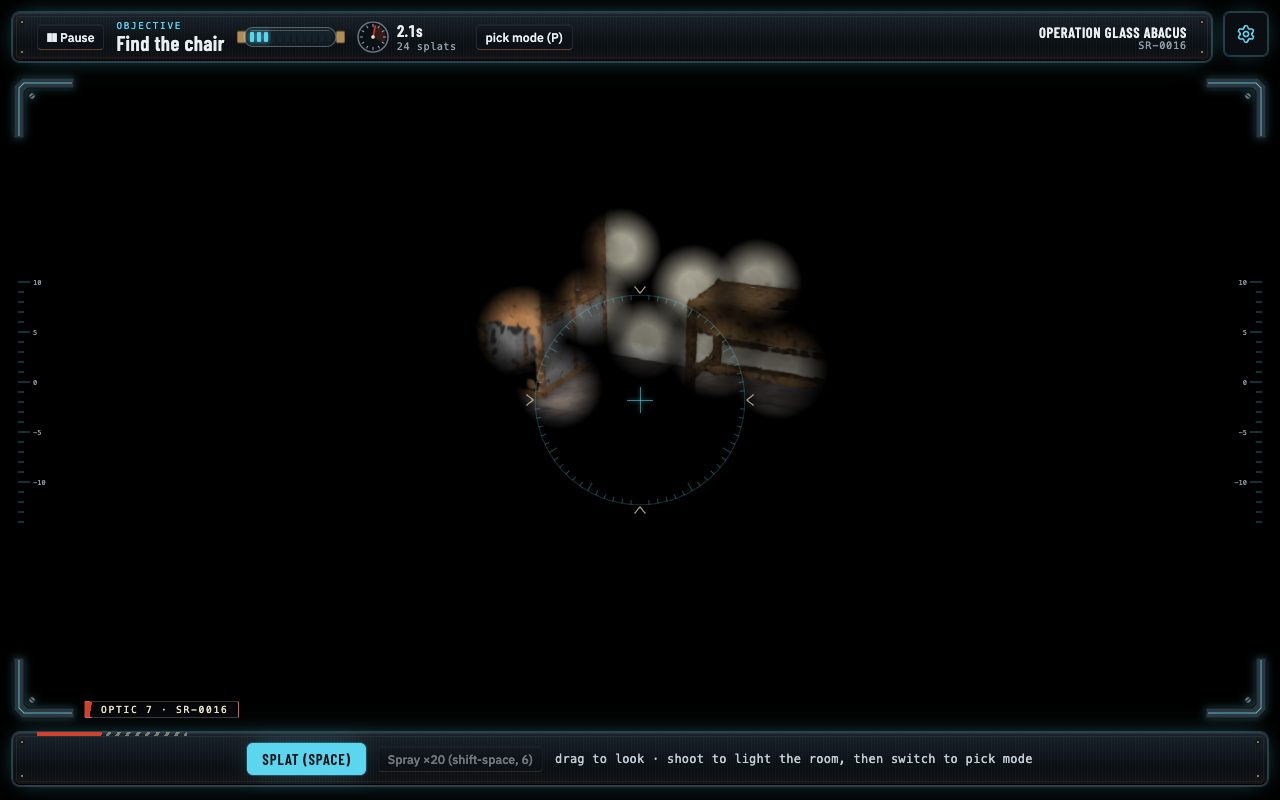 Pause
OBJECTIVE
Find the chair
2.1s
24 splats
pick mode (P)
OPERATION GLASS ABACUS
SR-0016
10
5
0
-5
-10
10
5
0
-5
-10
OPTIC 7 · SR-0016
SPLAT (SPACE)
Spray ×20 (shift-space, 6)
drag to look · shoot to light the room, then switch to pick mode